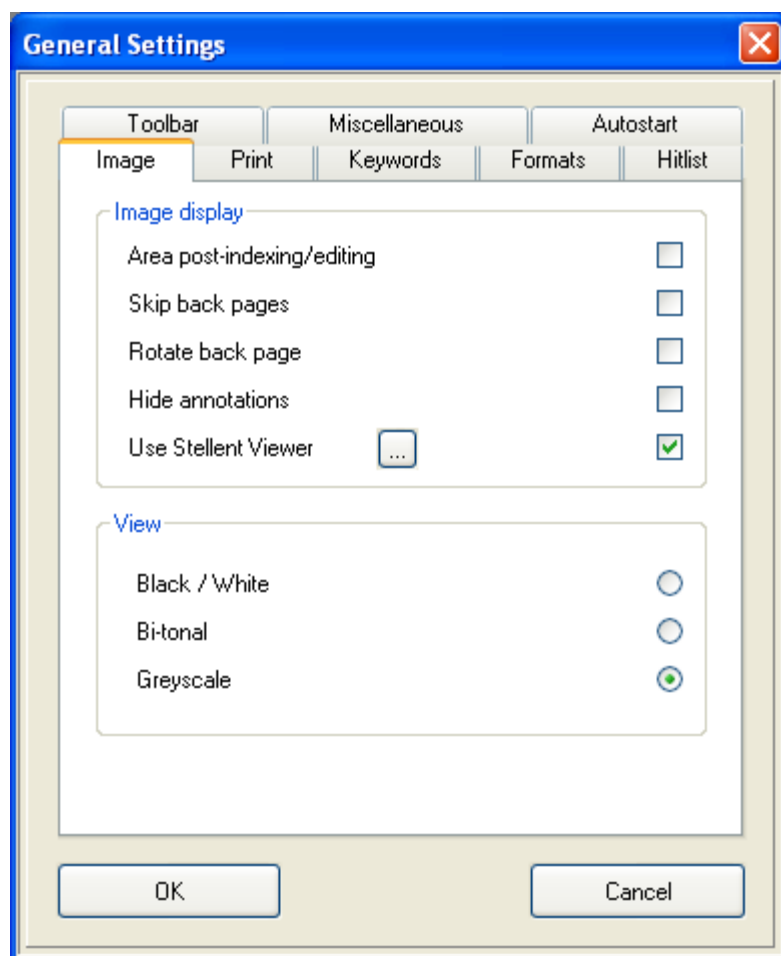 General Settings
Toolbar Miscellaneous Autostart
Image Print Keywords Formats Hitlist
Image display
Area post-indexing/editing
Skip back pages
Rotate back page
Hide annotations
Use Stellent Viewer ...
View
Black / White
Bi-tonal
Greyscale
OK Cancel